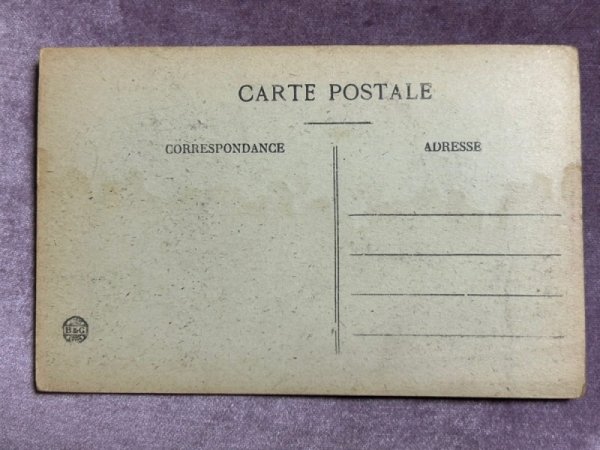 CARTE POSTALE
CORRESPONDANCE
ADRESSE
B&G